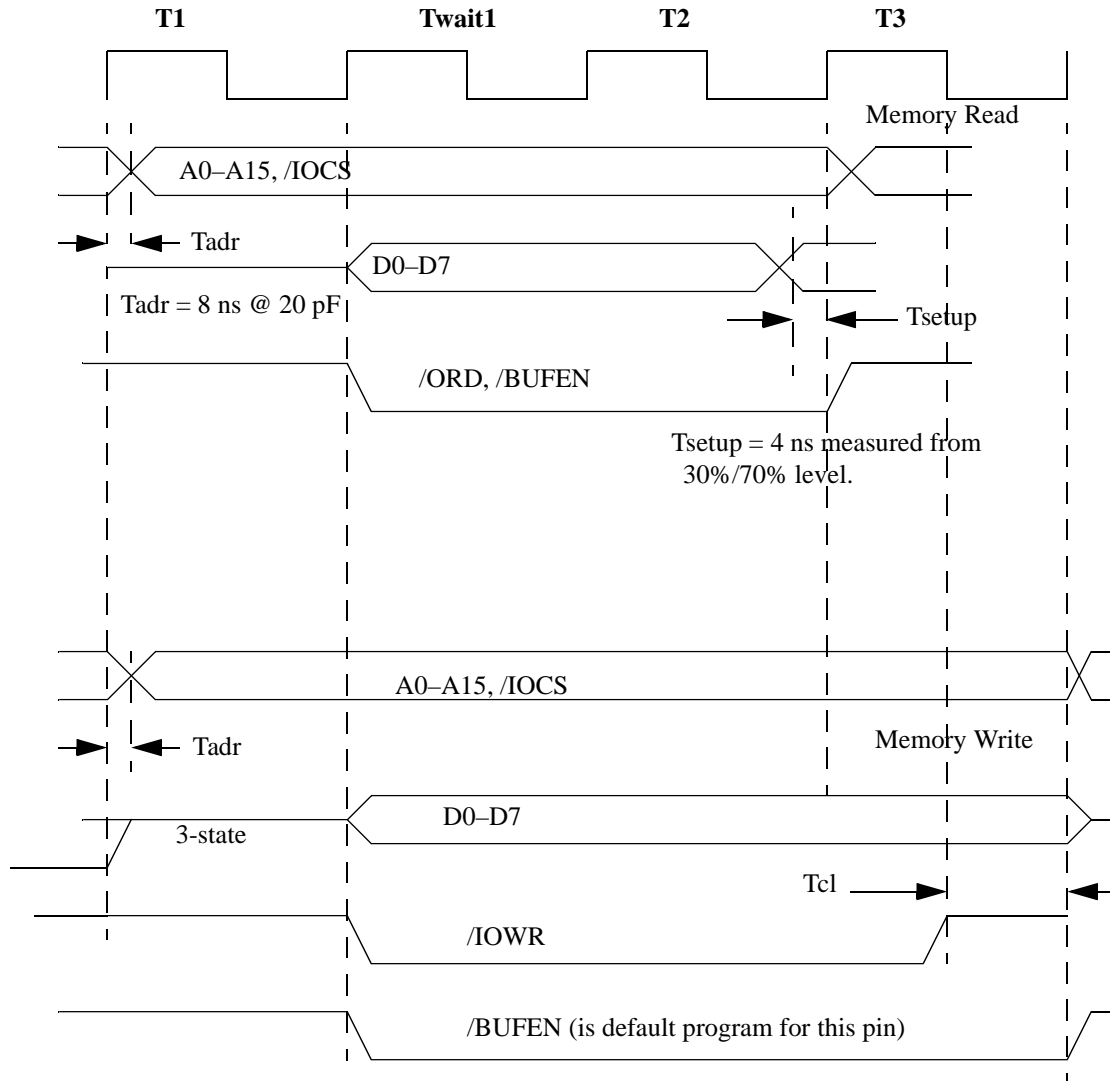 T1 Twait1 T2 T3
Memory Read
A0–A15, /IOCS
Tadr
D0–D7
Tadr = 8 ns @ 20 pF
Tsetup
/ORD, /BUFEN
Tsetup = 4 ns measured from
30%/70% level.
A0–A15, /IOCS
Tadr
Memory Write
D0–D7
3-state
Tcl
/IOWR
/BUFEN (is default program for this pin)